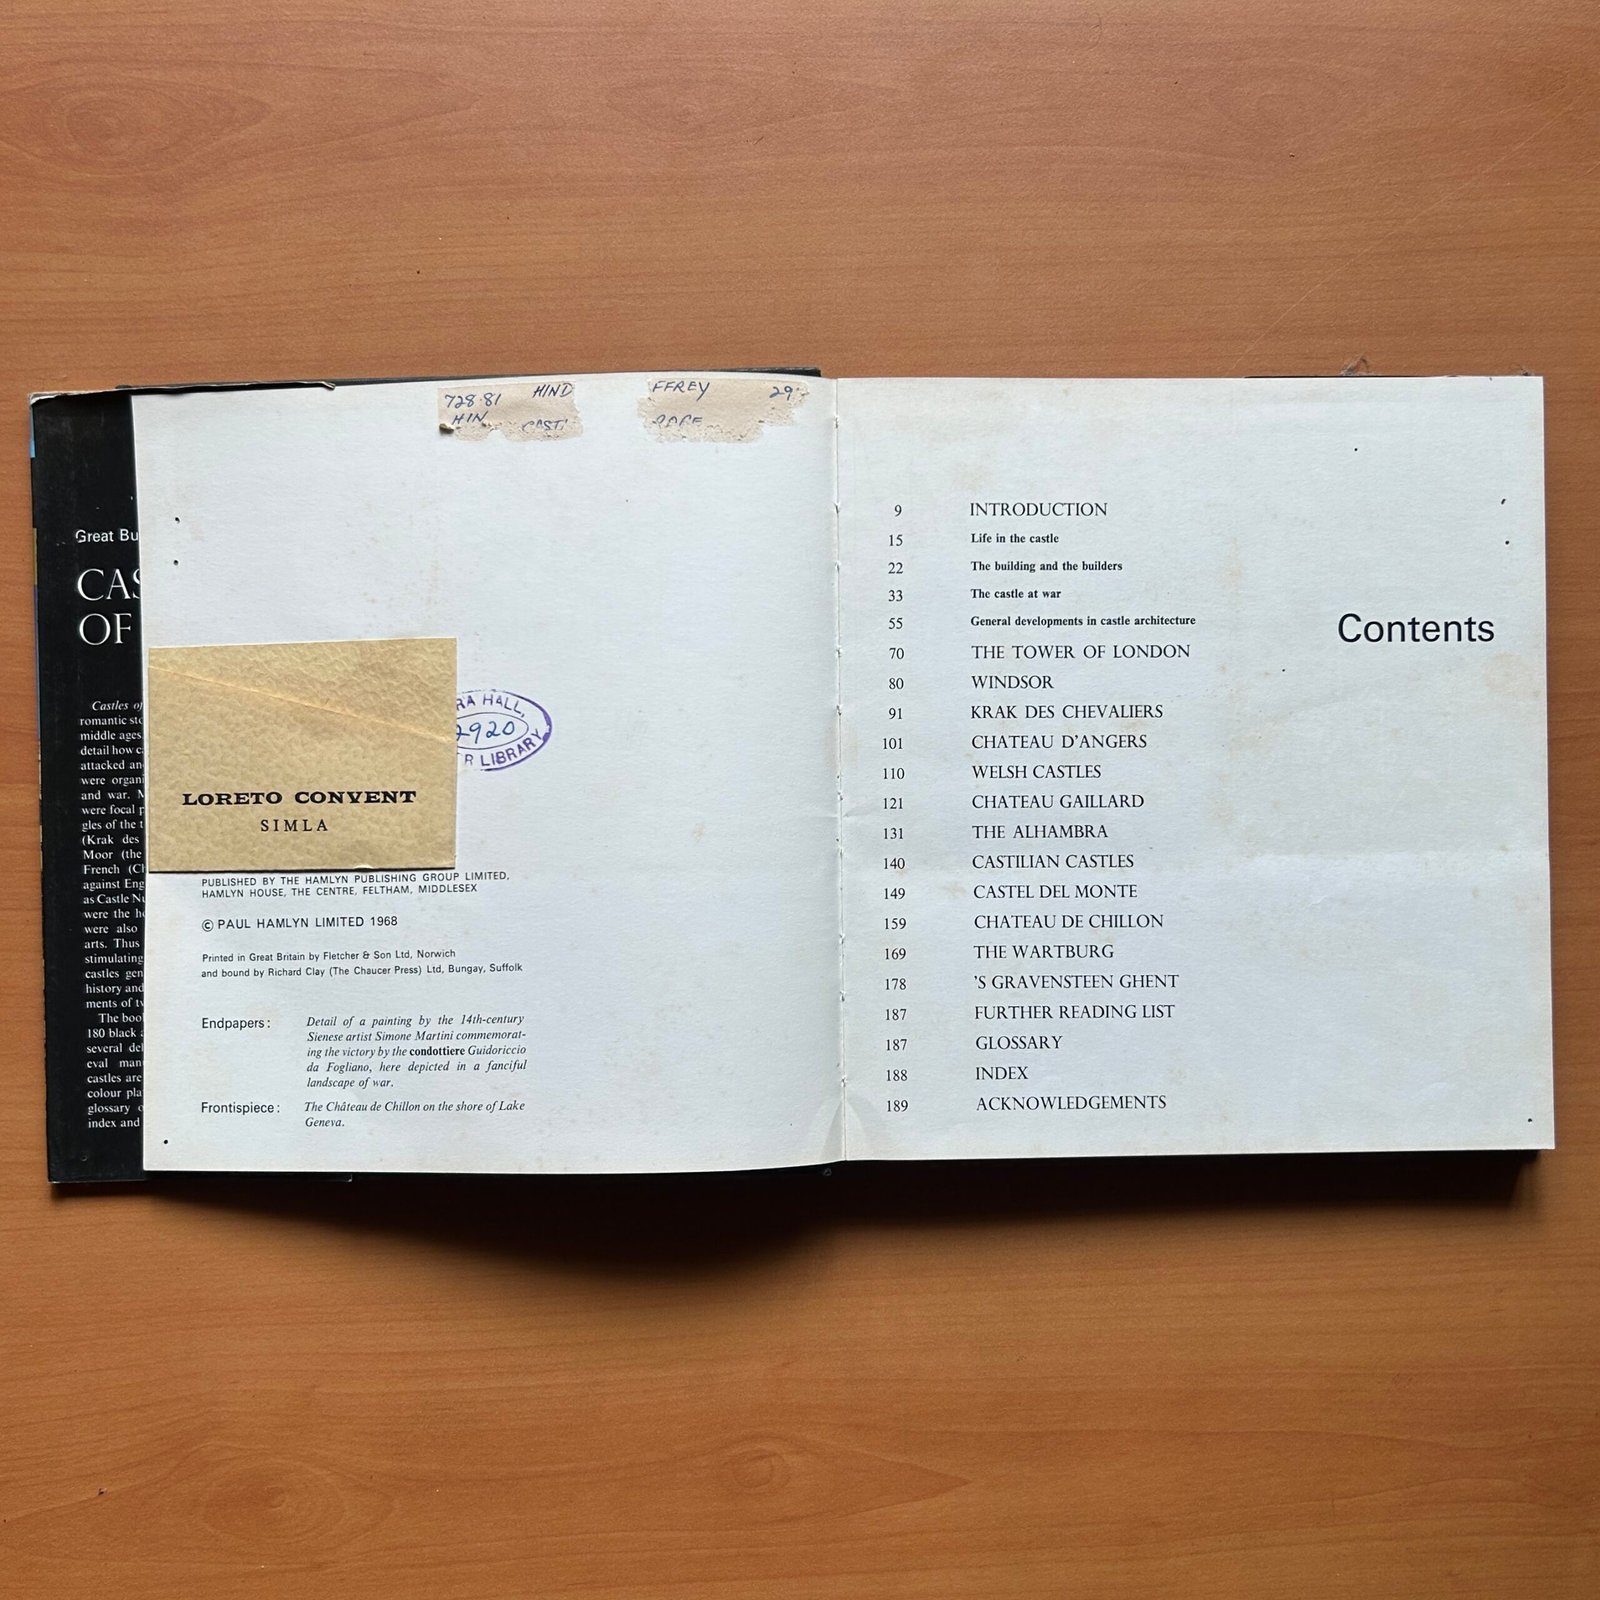 Great Bu
CAS
OF
Castles of
romantic sto
middle ages
detail how c
attacked an
were organi
and war. M
were focal p
gles of the t
(Krak des
Moor (the
French (Cl
against Eng
as Castle Nu
were the ho
were also
arts. Thus
stimulating
castles gen
history and
ments of tw
The boo
180 black a
several del
eval man
castles are
colour pla
glossary o
index and
728.81 HIND
HIN
FFREY 29
RA HALL,
2920
R LIBRARY
LORETO CONVENT
SIMLA
PUBLISHED BY THE HAMLYN PUBLISHING GROUP LIMITED,
HAMLYN HOUSE, THE CENTRE, FELTHAM, MIDDLESEX
© PAUL HAMLYN LIMITED 1968
Printed in Great Britain by Fletcher & Son Ltd, Norwich
and bound by Richard Clay (The Chaucer Press) Ltd, Bungay, Suffolk
Endpapers: Detail of a painting by the 14th-century
Sienese artist Simone Martini commemorat-
ing the victory by the condottiere Guidoriccio
da Fogliano, here depicted in a fanciful
landscape of war.
Frontispiece: The Château de Chillon on the shore of Lake
Geneva.
Contents
9 INTRODUCTION
15 Life in the castle
22 The building and the builders
33 The castle at war
55 General developments in castle architecture
70 THE TOWER OF LONDON
80 WINDSOR
91 KRAK DES CHEVALIERS
101 CHATEAU D'ANGERS
110 WELSH CASTLES
121 CHATEAU GAILLARD
131 THE ALHAMBRA
140 CASTILIAN CASTLES
149 CASTEL DEL MONTE
159 CHATEAU DE CHILLON
169 THE WARTBURG
178 'S GRAVENSTEEN GHENT
187 FURTHER READING LIST
187 GLOSSARY
188 INDEX
189 ACKNOWLEDGEMENTS